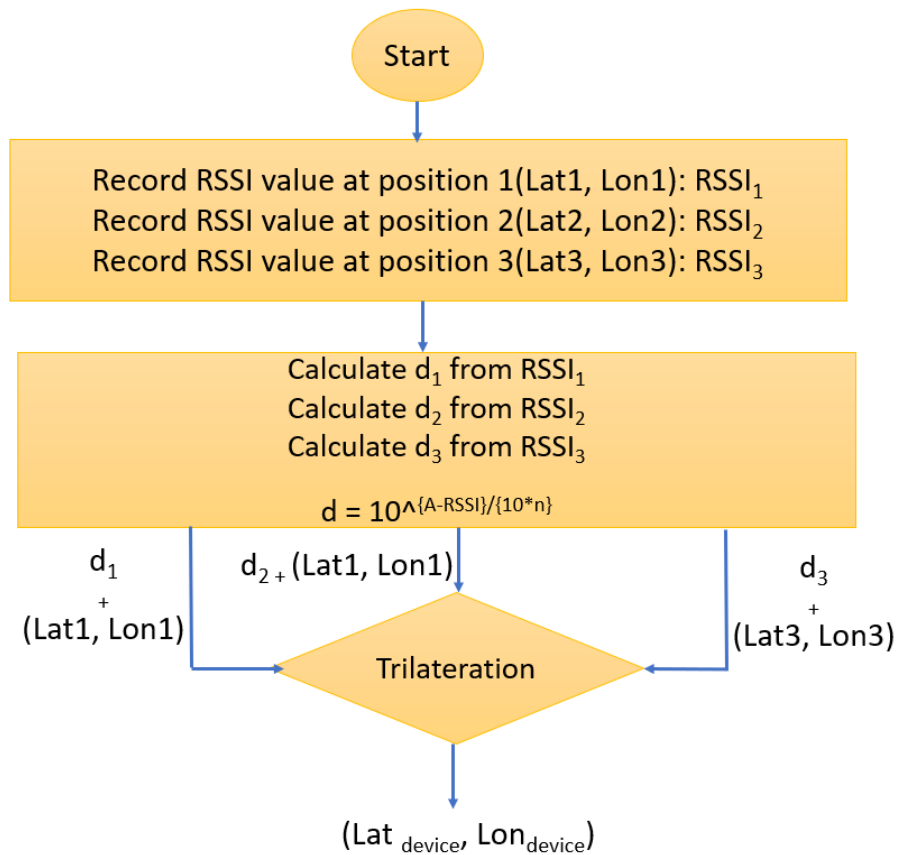 Start
Record RSSI value at position 1(Lat1, Lon1): RSSI₁
Record RSSI value at position 2(Lat2, Lon2): RSSI₂
Record RSSI value at position 3(Lat3, Lon3): RSSI₃
Calculate d₁ from RSSI₁
Calculate d₂ from RSSI₂
Calculate d₃ from RSSI₃
d = 10^{A-RSSI}/{10*n}
d₁
+
(Lat1, Lon1)
d₂ + (Lat1, Lon1)
d₃
+
(Lat3, Lon3)
Trilateration
(Lat device, Londevice)